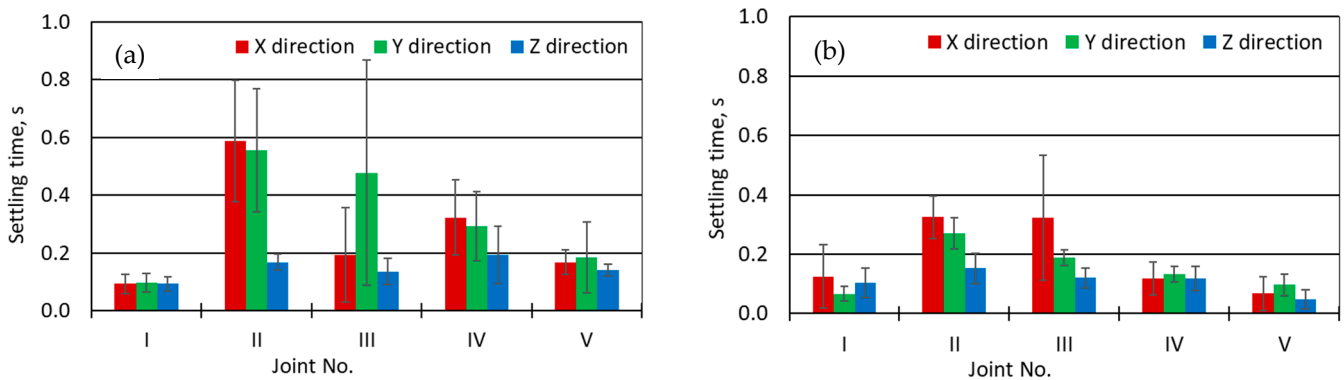 (a)
X direction Y direction Z direction
1.0
0.8
0.6
0.4
0.2
0.0
Settling time, s
I II III IV V
Joint No.
(b)
X direction Y direction Z direction
1.0
0.8
0.6
0.4
0.2
0.0
Settling time, s
I II III IV V
Joint No.